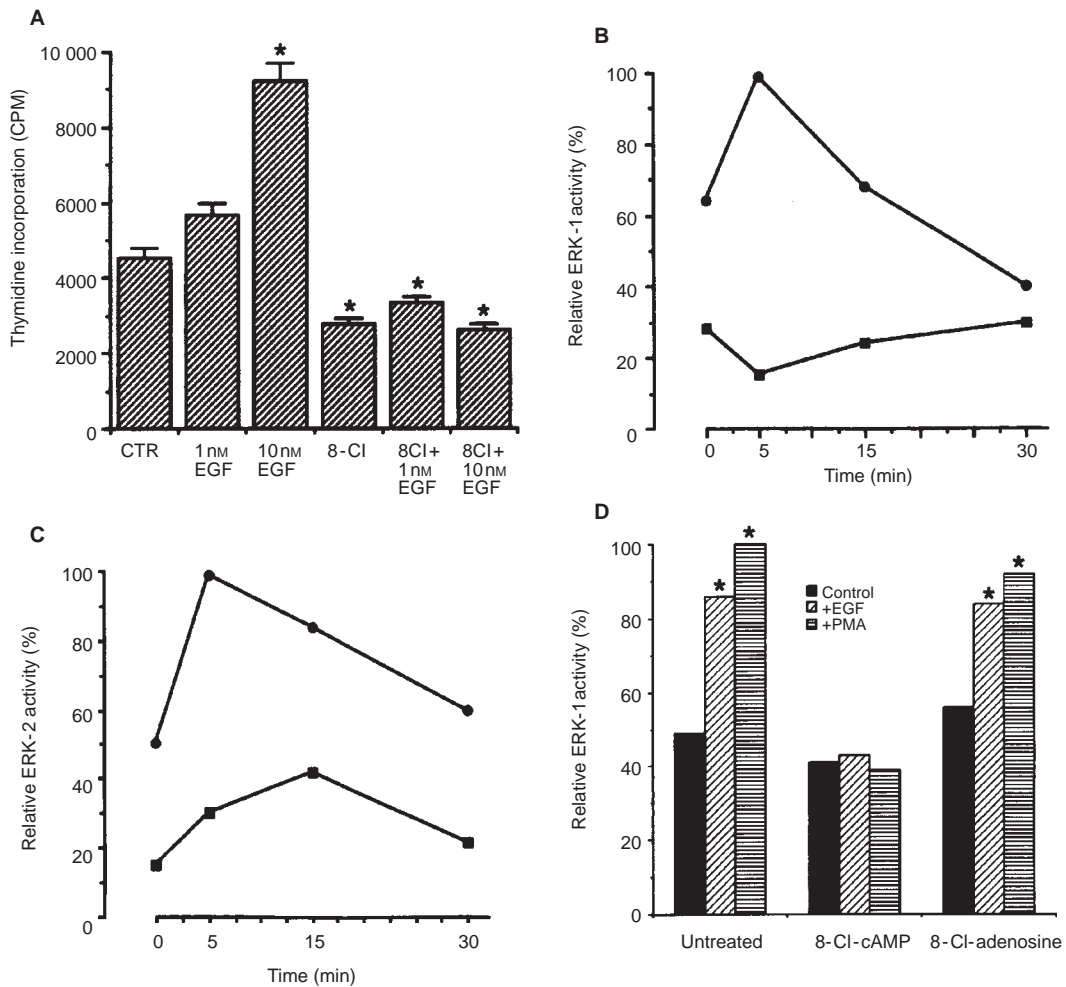 A
Thymidine incorporation (CPM)
10 000
8000
6000
4000
2000
0
*
*
*
*
CTR
1 nM
EGF
10 nM
EGF
8-Cl
8Cl+
1 nM
EGF
8Cl+
10 nM
EGF
B
Relative ERK-1 activity (%)
100
80
60
40
20
0
0
5
15
30
Time (min)
C
Relative ERK-2 activity (%)
100
80
60
40
20
0
0
5
15
30
Time (min)
D
Relative ERK-1 activity (%)
100
80
60
40
20
0
*
*
*
*
Control
+EGF
+PMA
Untreated
8-Cl-cAMP
8-Cl-adenosine